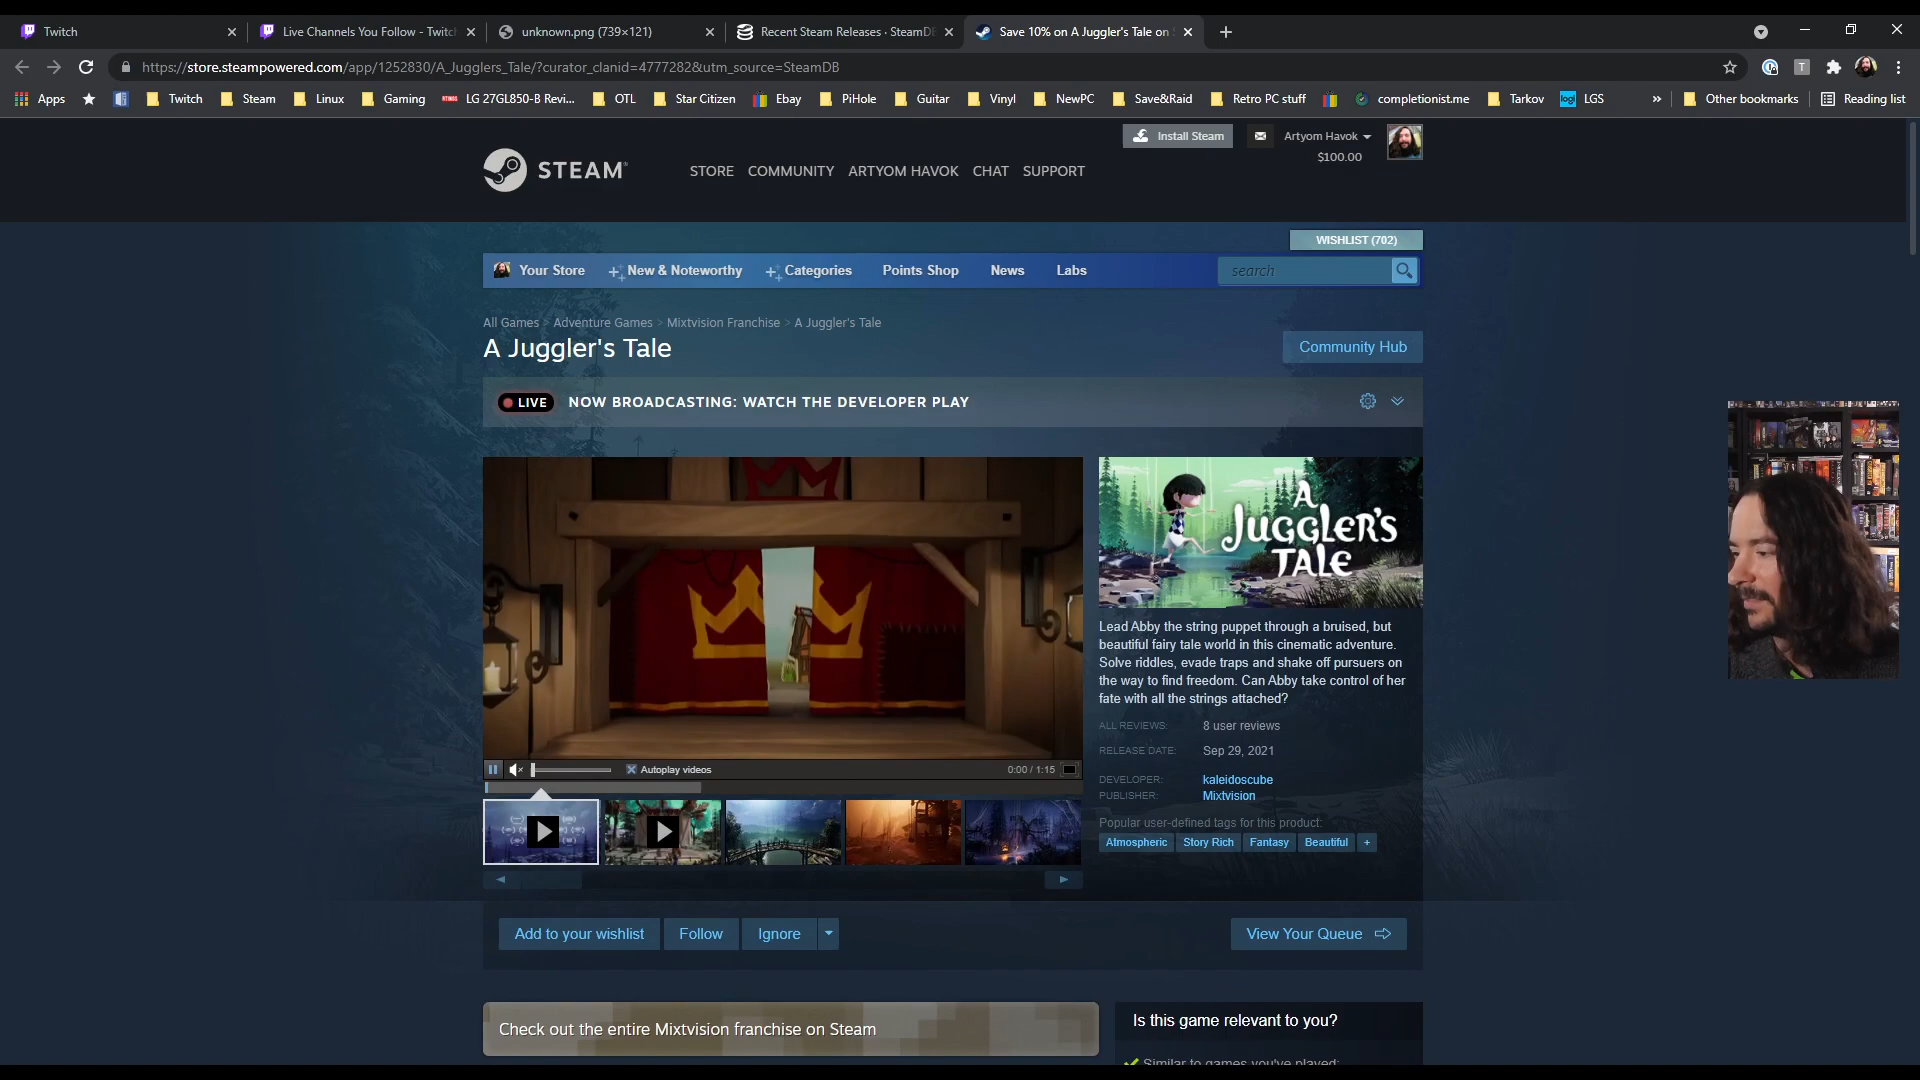 Twitch
Live Channels You Follow - Twitch
unknown.png (739×121)
Recent Steam Releases · SteamDB
Save 10% on A Juggler's Tale on S
https://store.steampowered.com/app/1252830/A_Jugglers_Tale/?curator_clanid=4777282&utm_source=SteamDB
Apps
Twitch
Steam
Linux
Gaming
LG 27GL850-B Revi...
OTL
Star Citizen
Ebay
PiHole
Guitar
Vinyl
NewPC
Save&Raid
Retro PC stuff
completionist.me
Tarkov
LGS
»
Other bookmarks
Reading list
Install Steam
Artyom Havok
$100.00
STEAM
STORE
COMMUNITY
ARTYOM HAVOK
CHAT
SUPPORT
WISHLIST (702)
Your Store
New & Noteworthy
Categories
Points Shop
News
Labs
search
All Games > Adventure Games > Mixtvision Franchise > A Juggler's Tale
A Juggler's Tale
Community Hub
LIVE
NOW BROADCASTING: WATCH THE DEVELOPER PLAY
A
JUGGLER'S
TALE
Lead Abby the string puppet through a bruised, but
beautiful fairy tale world in this cinematic adventure.
Solve riddles, evade traps and shake off pursuers on
the way to find freedom. Can Abby take control of her
fate with all the strings attached?
ALL REVIEWS: 8 user reviews
RELEASE DATE: Sep 29, 2021
DEVELOPER: kaleidoscube
PUBLISHER: Mixtvision
Popular user-defined tags for this product:
Atmospheric
Story Rich
Fantasy
Beautiful
+
Autoplay videos
0:00 / 1:15
Add to your wishlist
Follow
Ignore
View Your Queue
Check out the entire Mixtvision franchise on Steam
Is this game relevant to you?
Similar to games you've played: